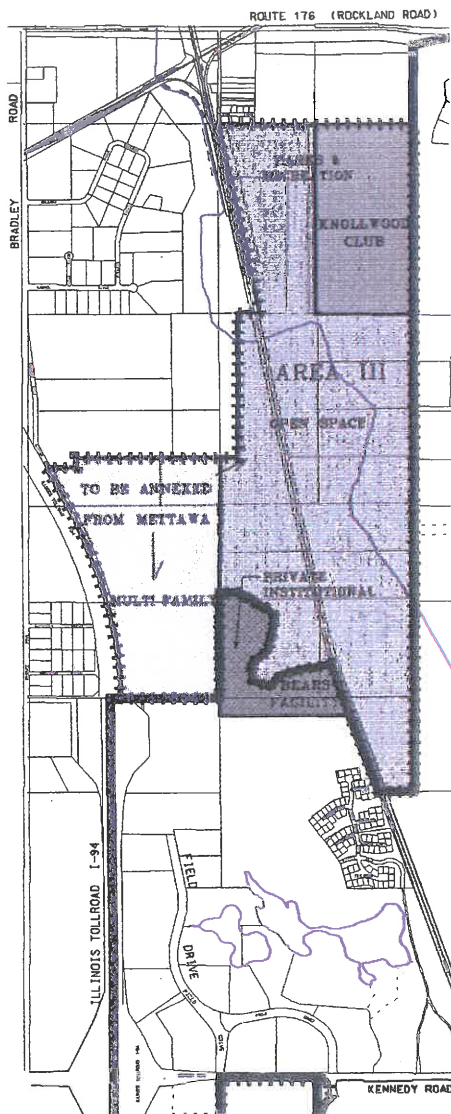 ROUTE 176 (ROCKLAND ROAD)
BRADLEY ROAD
PARKS &
RECREATION
KNOLLWOOD
CLUB
AREA III
OPEN SPACE
TO BE ANNEXED
FROM METTAWA
MULTI FAMILY
PRIVATE
INSTITUTIONAL
BEARS
FACILITY
ILLINOIS TOLLROAD I-94
FIELD
DRIVE
KENNEDY ROAD